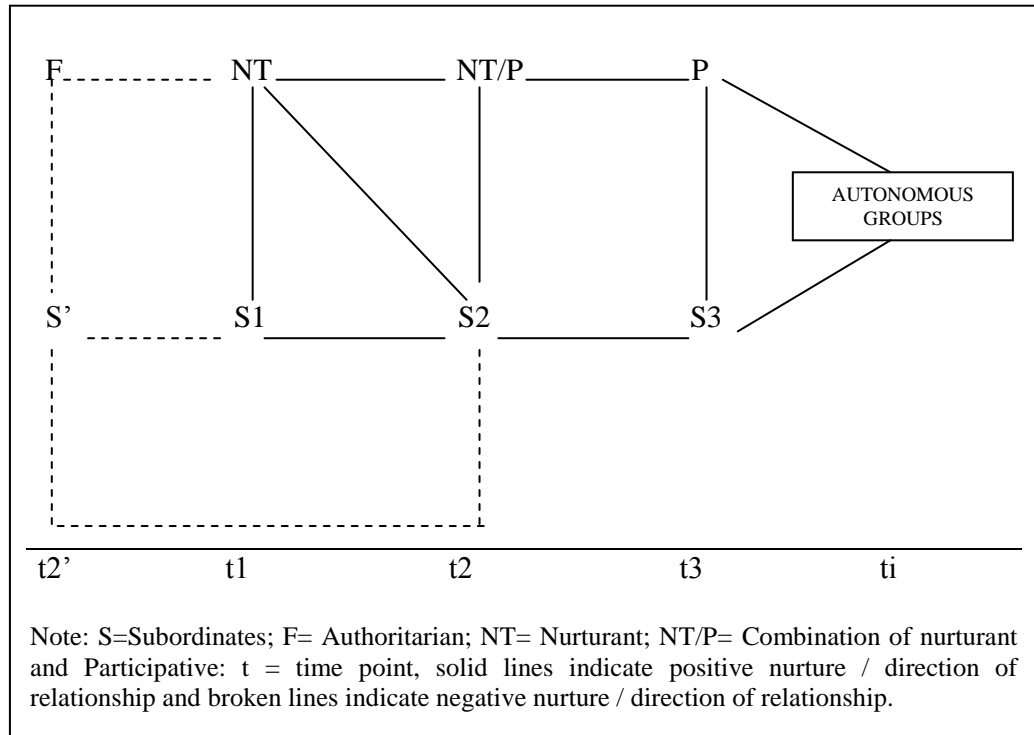 F NT NT/P P
AUTONOMOUS
GROUPS
S’ S1 S2 S3
t2’ t1 t2 t3 ti
Note: S=Subordinates; F= Authoritarian; NT= Nurturant; NT/P= Combination of nurturant
and Participative: t = time point, solid lines indicate positive nurture / direction of
relationship and broken lines indicate negative nurture / direction of relationship.